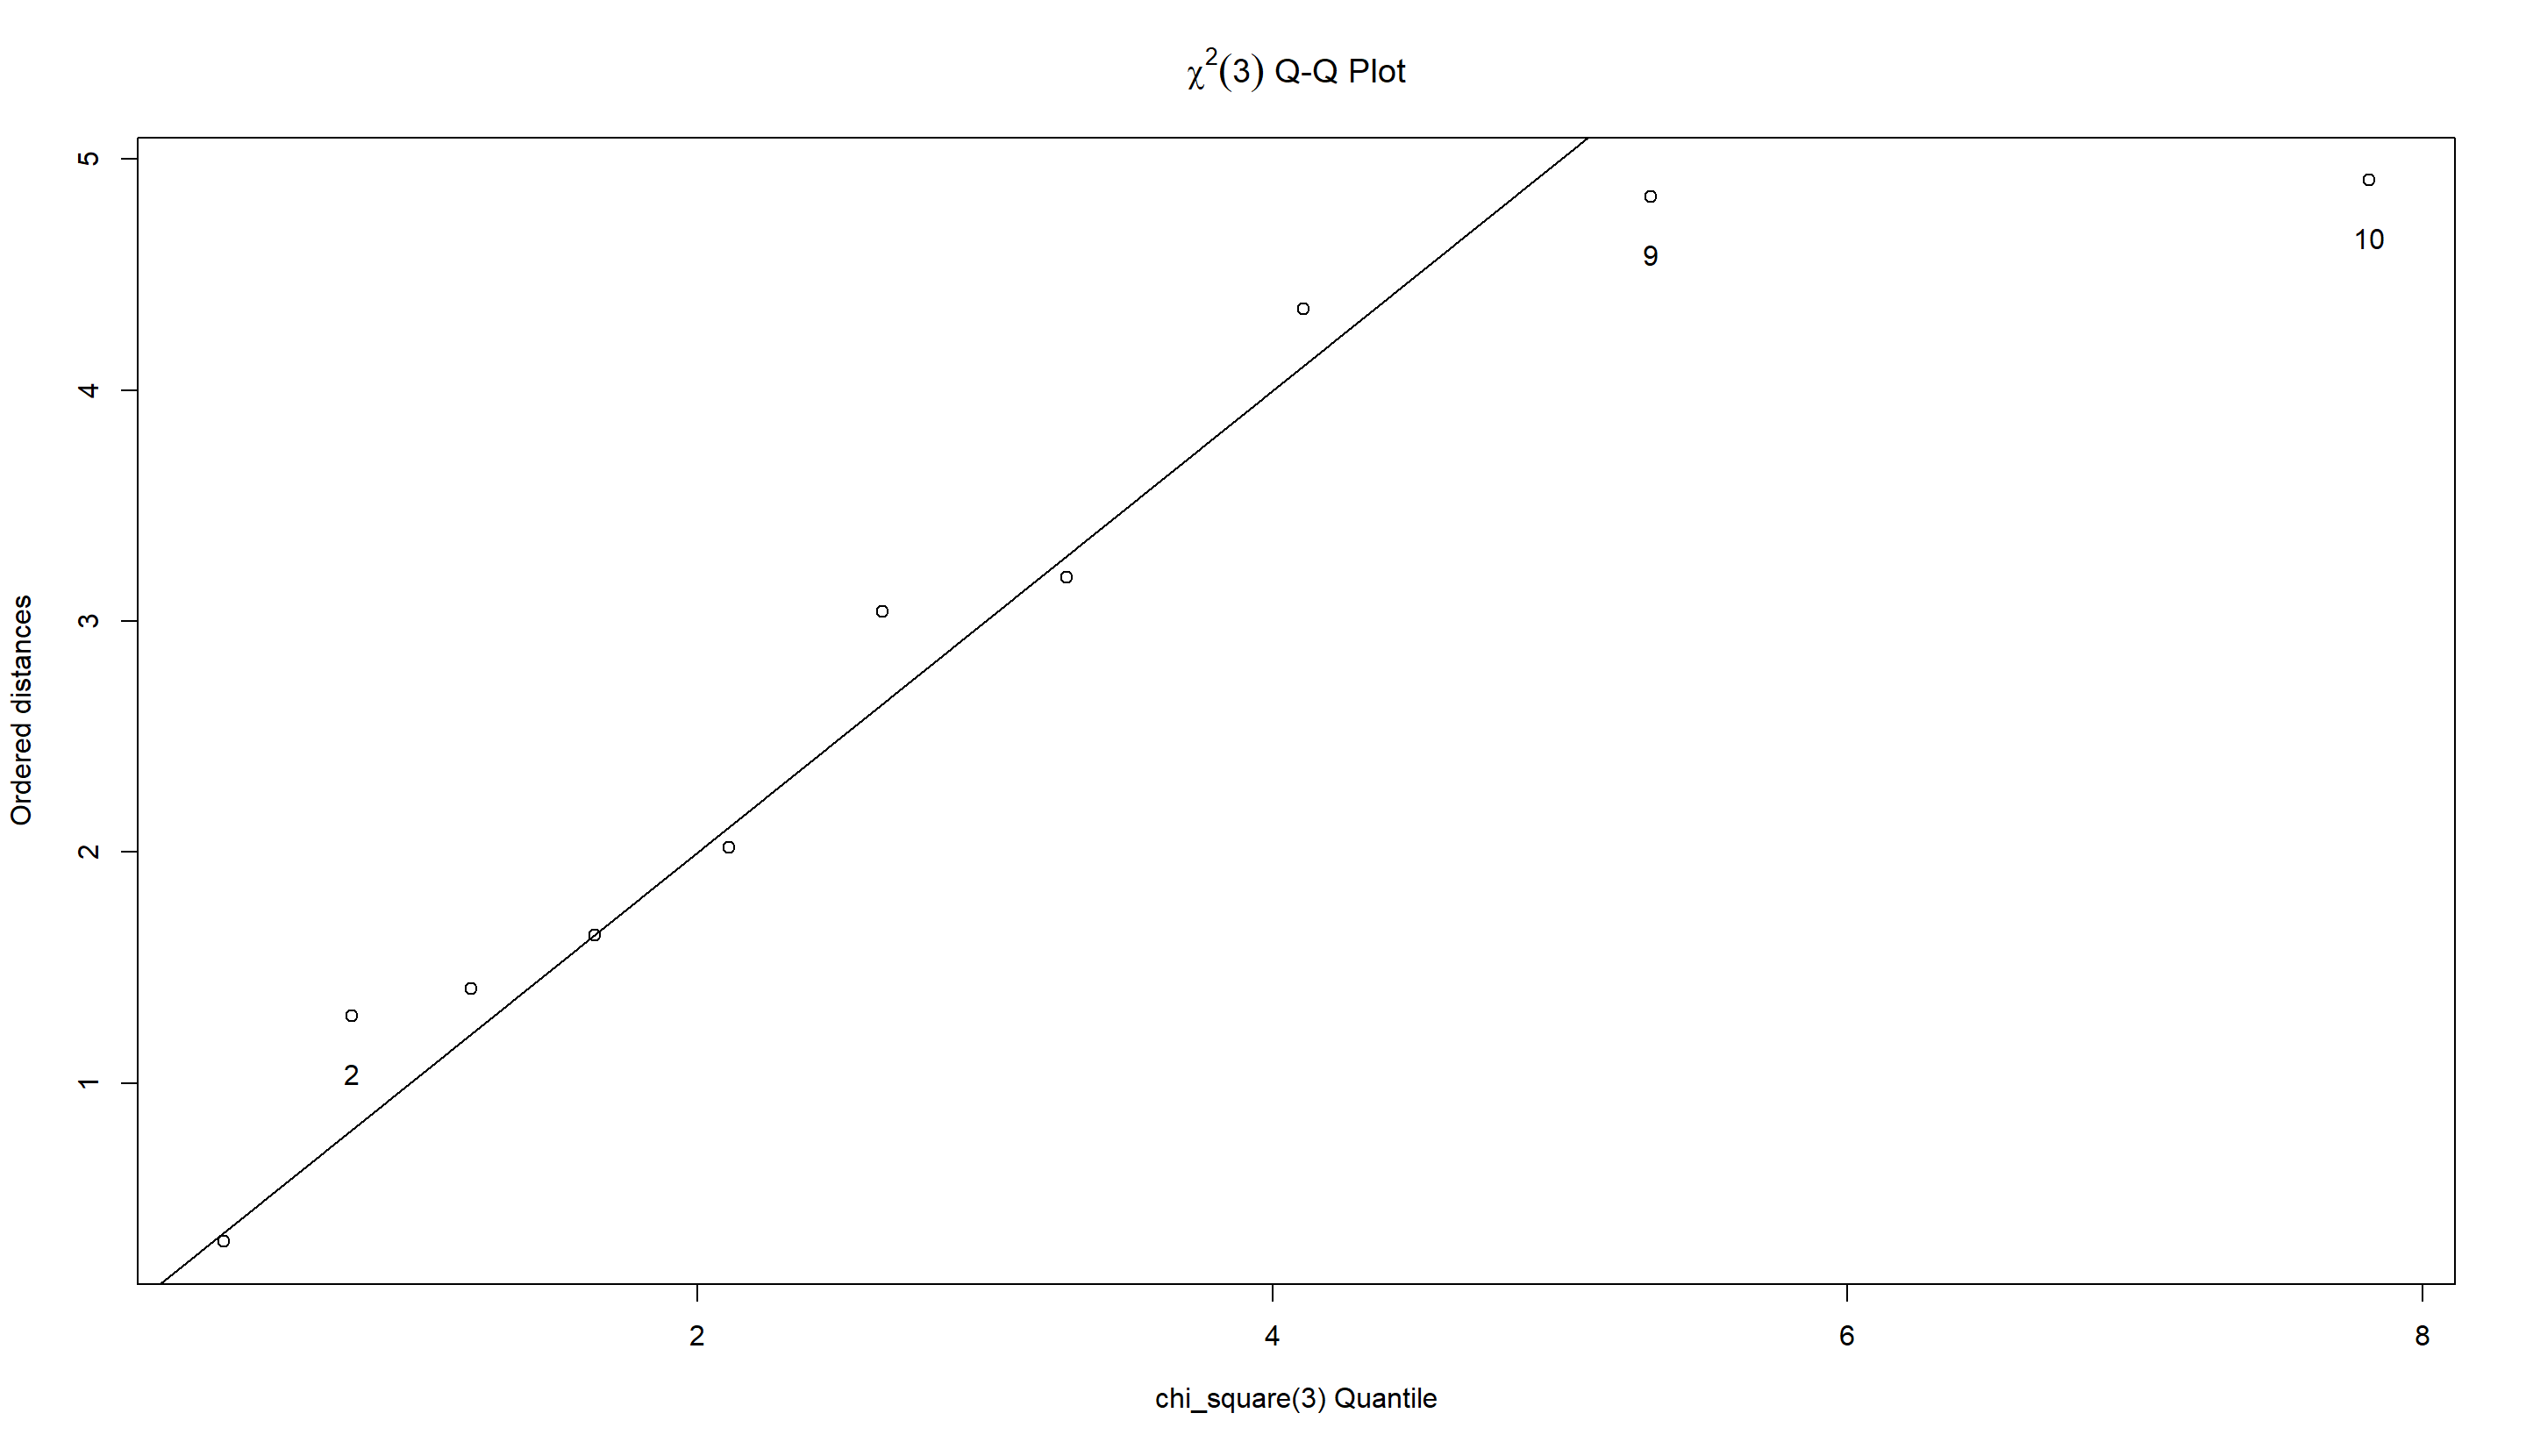 χ²(3) Q-Q Plot
Ordered distances
5
4
3
2
1
9
10
2
2 4 6 8
chi_square(3) Quantile